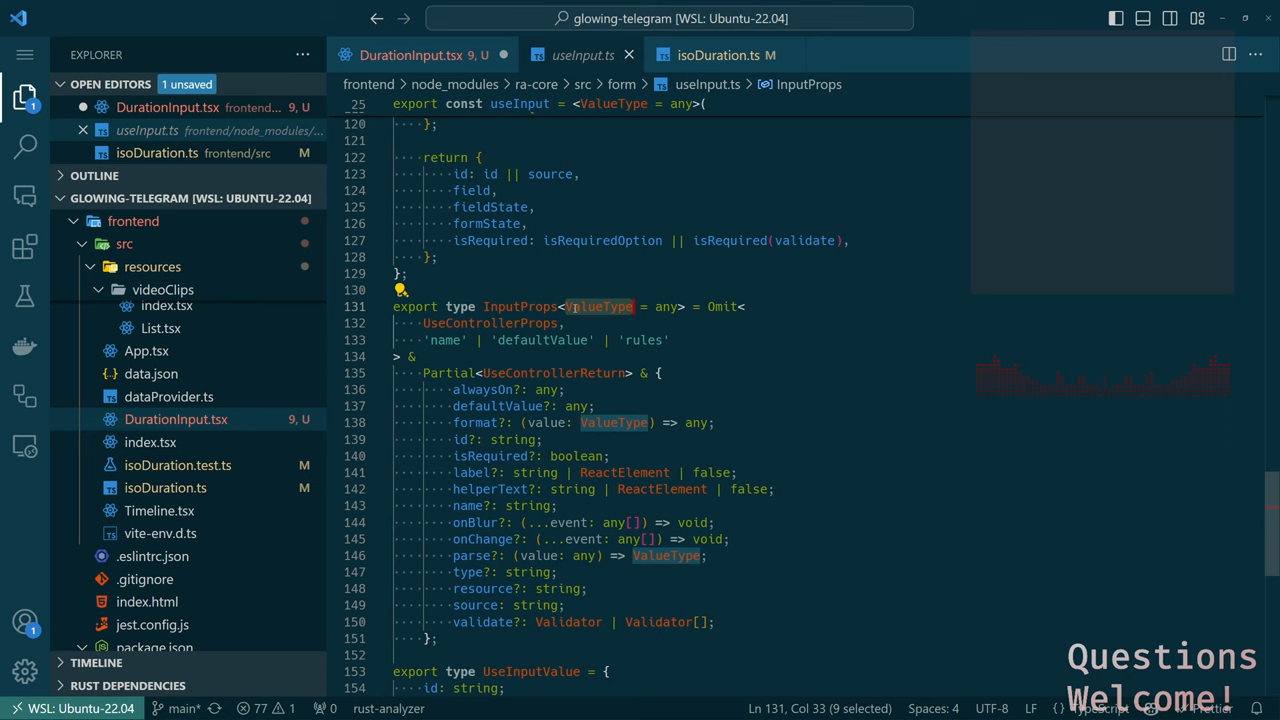 glowing-telegram [WSL: Ubuntu-22.04]
EXPLORER
DurationInput.tsx 9, U
useInput.ts
isoDuration.ts M
OPEN EDITORS 1 unsaved
DurationInput.tsx frontend... 9, U
useInput.ts frontend/node_modules/...
isoDuration.ts frontend/src M
OUTLINE
GLOWING-TELEGRAM [WSL: UBUNTU-22.04]
frontend
src
resources
videoClips
index.tsx
List.tsx
App.tsx
data.json
dataProvider.ts
DurationInput.tsx 9, U
index.tsx
isoDuration.test.ts M
isoDuration.ts M
Timeline.tsx
vite-env.d.ts
.eslintrc.json
.gitignore
index.html
jest.config.js
package.json
TIMELINE
RUST DEPENDENCIES
1
1
frontend > node_modules > ra-core > src > form > useInput.ts > InputProps
25 export const useInput = <ValueType = any>(
120 };
121
122 return {
123 id: id || source,
124 field,
125 fieldState,
126 formState,
127 isRequired: isRequiredOption || isRequired(validate),
128 };
129 };
130
131 export type InputProps<ValueType = any> = Omit<
132 UseControllerProps,
133 'name' | 'defaultValue' | 'rules'
134 > &
135 Partial<UseControllerReturn> & {
136 alwaysOn?: any;
137 defaultValue?: any;
138 format?: (value: ValueType) => any;
139 id?: string;
140 isRequired?: boolean;
141 label?: string | ReactElement | false;
142 helperText?: string | ReactElement | false;
143 name?: string;
144 onBlur?: (...event: any[]) => void;
145 onChange?: (...event: any[]) => void;
146 parse?: (value: any) => ValueType;
147 type?: string;
148 resource?: string;
149 source: string;
150 validate?: Validator | Validator[];
151 };
152
153 export type UseInputValue = {
154 id: string;
Questions
Welcome!
WSL: Ubuntu-22.04 main* 77 1 0 rust-analyzer Ln 131, Col 33 (9 selected) Spaces: 4 UTF-8 LF {} TypeScript Prettier